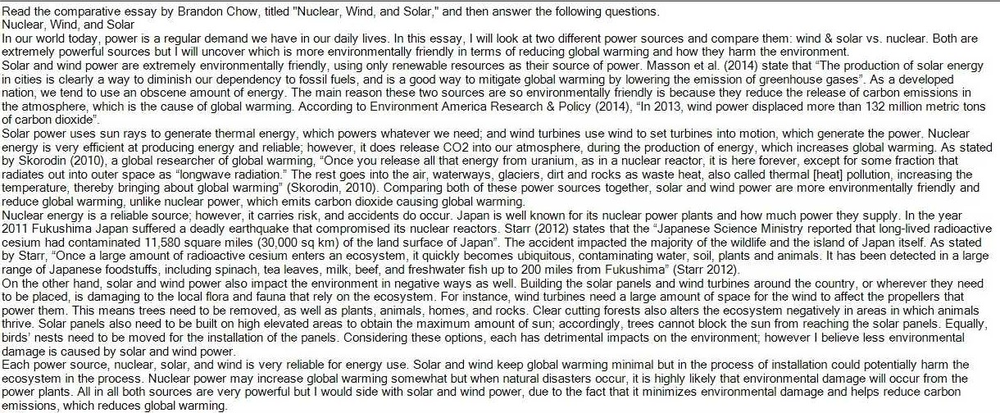 Read the comparative essay by Brandon Chow, titled "Nuclear, Wind, and Solar," and then answer the following questions.
Nuclear, Wind, and Solar
In our world today, power is a regular demand we have in our daily lives. In this essay, I will look at two different power sources and compare them: wind & solar vs. nuclear. Both are
extremely powerful sources but I will uncover which is more environmentally friendly in terms of reducing global warming and how they harm the environment.
Solar and wind power are extremely environmentally friendly, using only renewable resources as their source of power. Masson et al. (2014) state that “The production of solar energy
in cities is clearly a way to diminish our dependency to fossil fuels, and is a good way to mitigate global warming by lowering the emission of greenhouse gases”. As a developed
nation, we tend to use an obscene amount of energy. The main reason these two sources are so environmentally friendly is because they reduce the release of carbon emissions in
the atmosphere, which is the cause of global warming. According to Environment America Research & Policy (2014), “In 2013, wind power displaced more than 132 million metric tons
of carbon dioxide”.
Solar power uses sun rays to generate thermal energy, which powers whatever we need; and wind turbines use wind to set turbines into motion, which generate the power. Nuclear
energy is very efficient at producing energy and reliable; however, it does release CO2 into our atmosphere, during the production of energy, which increases global warming. As stated
by Skorodin (2010), a global researcher of global warming, “Once you release all that energy from uranium, as in a nuclear reactor, it is here forever, except for some fraction that
radiates out into outer space as “longwave radiation.” The rest goes into the air, waterways, glaciers, dirt and rocks as waste heat, also called thermal [heat] pollution, increasing the
temperature, thereby bringing about global warming” (Skorodin, 2010). Comparing both of these power sources together, solar and wind power are more environmentally friendly and
reduce global warming, unlike nuclear power, which emits carbon dioxide causing global warming.
Nuclear energy is a reliable source; however, it carries risk, and accidents do occur. Japan is well known for its nuclear power plants and how much power they supply. In the year
2011 Fukushima Japan suffered a deadly earthquake that compromised its nuclear reactors. Starr (2012) states that the “Japanese Science Ministry reported that long-lived radioactive
cesium had contaminated 11,580 square miles (30,000 sq km) of the land surface of Japan”. The accident impacted the majority of the wildlife and the island of Japan itself. As stated
by Starr, “Once a large amount of radioactive cesium enters an ecosystem, it quickly becomes ubiquitous, contaminating water, soil, plants and animals. It has been detected in a large
range of Japanese foodstuffs, including spinach, tea leaves, milk, beef, and freshwater fish up to 200 miles from Fukushima” (Starr 2012).
On the other hand, solar and wind power also impact the environment in negative ways as well. Building the solar panels and wind turbines around the country, or wherever they need
to be placed, is damaging to the local flora and fauna that rely on the ecosystem. For instance, wind turbines need a large amount of space for the wind to affect the propellers that
power them. This means trees need to be removed, as well as plants, animals, homes, and rocks. Clear cutting forests also alters the ecosystem negatively in areas in which animals
thrive. Solar panels also need to be built on high elevated areas to obtain the maximum amount of sun; accordingly, trees cannot block the sun from reaching the solar panels. Equally,
birds’ nests need to be moved for the installation of the panels. Considering these options, each has detrimental impacts on the environment; however I believe less environmental
damage is caused by solar and wind power.
Each power source, nuclear, solar, and wind is very reliable for energy use. Solar and wind keep global warming minimal but in the process of installation could potentially harm the
ecosystem in the process. Nuclear power may increase global warming somewhat but when natural disasters occur, it is highly likely that environmental damage will occur from the
power plants. All in all both sources are very powerful but I would side with solar and wind power, due to the fact that it minimizes environmental damage and helps reduce carbon
emissions, which reduces global warming.